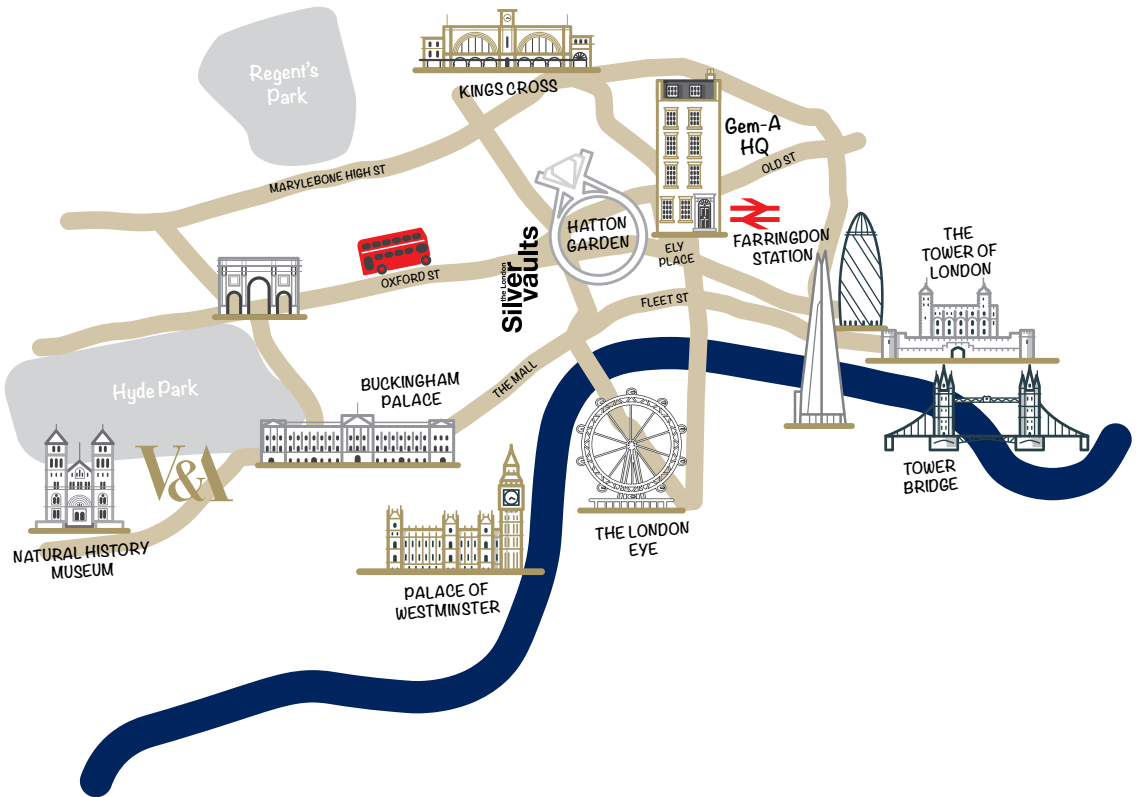 Regent's
Park
KINGS CROSS
Gem-A
HQ
OLD ST
MARYLEBONE HIGH ST
HATTON
GARDEN
FARRINGDON
STATION
ELY
PLACE
THE
TOWER OF
LONDON
the London
Silver
vaults
OXFORD ST
FLEET ST
THE MALL
Hyde Park
BUCKINGHAM
PALACE
V&A
TOWER
BRIDGE
THE LONDON
EYE
NATURAL HISTORY
MUSEUM
PALACE OF
WESTMINSTER